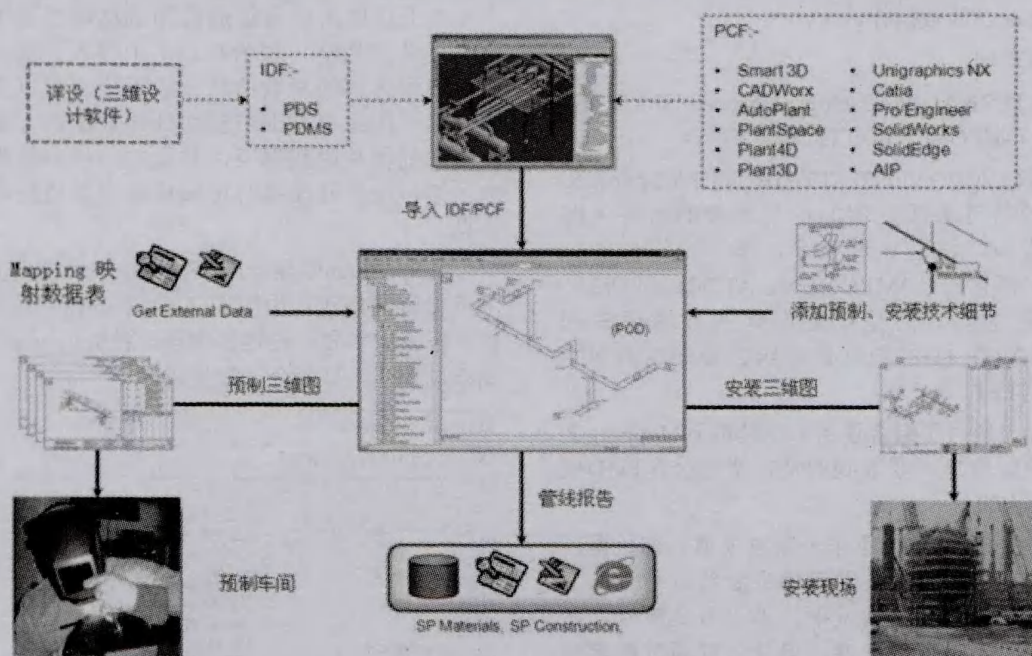 详设（三维设
计软件）
IDF:-
• PDS
• PDMS
PCF:-
• Smart 3D
• CADWorx
• AutoPlant
• PlantSpace
• Plant4D
• Plant3D
• Unigraphics NX
• Catia
• Pro/Engineer
• SolidWorks
• SolidEdge
• AIP
导入 IDF/PCF
Mapping 映
射数据表
Get External Data
(POD)
添加预制、安装技术细节
预制三维图
安装三维图
管线报告
预制车间
安装现场
SP Materials, SP Construction,